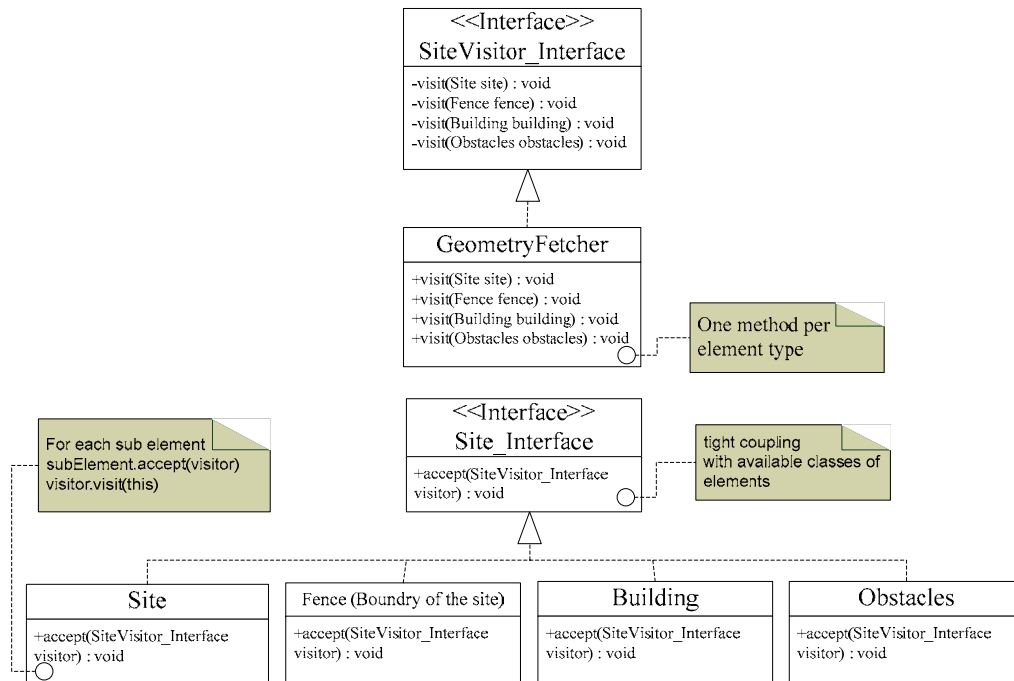 <<Interface>>
SiteVisitor_Interface
-visit(Site site) : void
-visit(Fence fence) : void
-visit(Building building) : void
-visit(Obstacles obstacles) : void
GeometryFetcher
+visit(Site site) : void
+visit(Fence fence) : void
+visit(Building building) : void
+visit(Obstacles obstacles) : void
One method per
element type
<<Interface>>
Site_Interface
+accept(SiteVisitor_Interface
visitor) : void
For each sub element
subElement.accept(visitor)
visitor.visit(this)
tight coupling
with available classes of
elements
Site
+accept(SiteVisitor_Interface
visitor) : void
Fence (Boundry of the site)
+accept(SiteVisitor_Interface
visitor) : void
Building
+accept(SiteVisitor_Interface
visitor) : void
Obstacles
+accept(SiteVisitor_Interface
visitor) : void